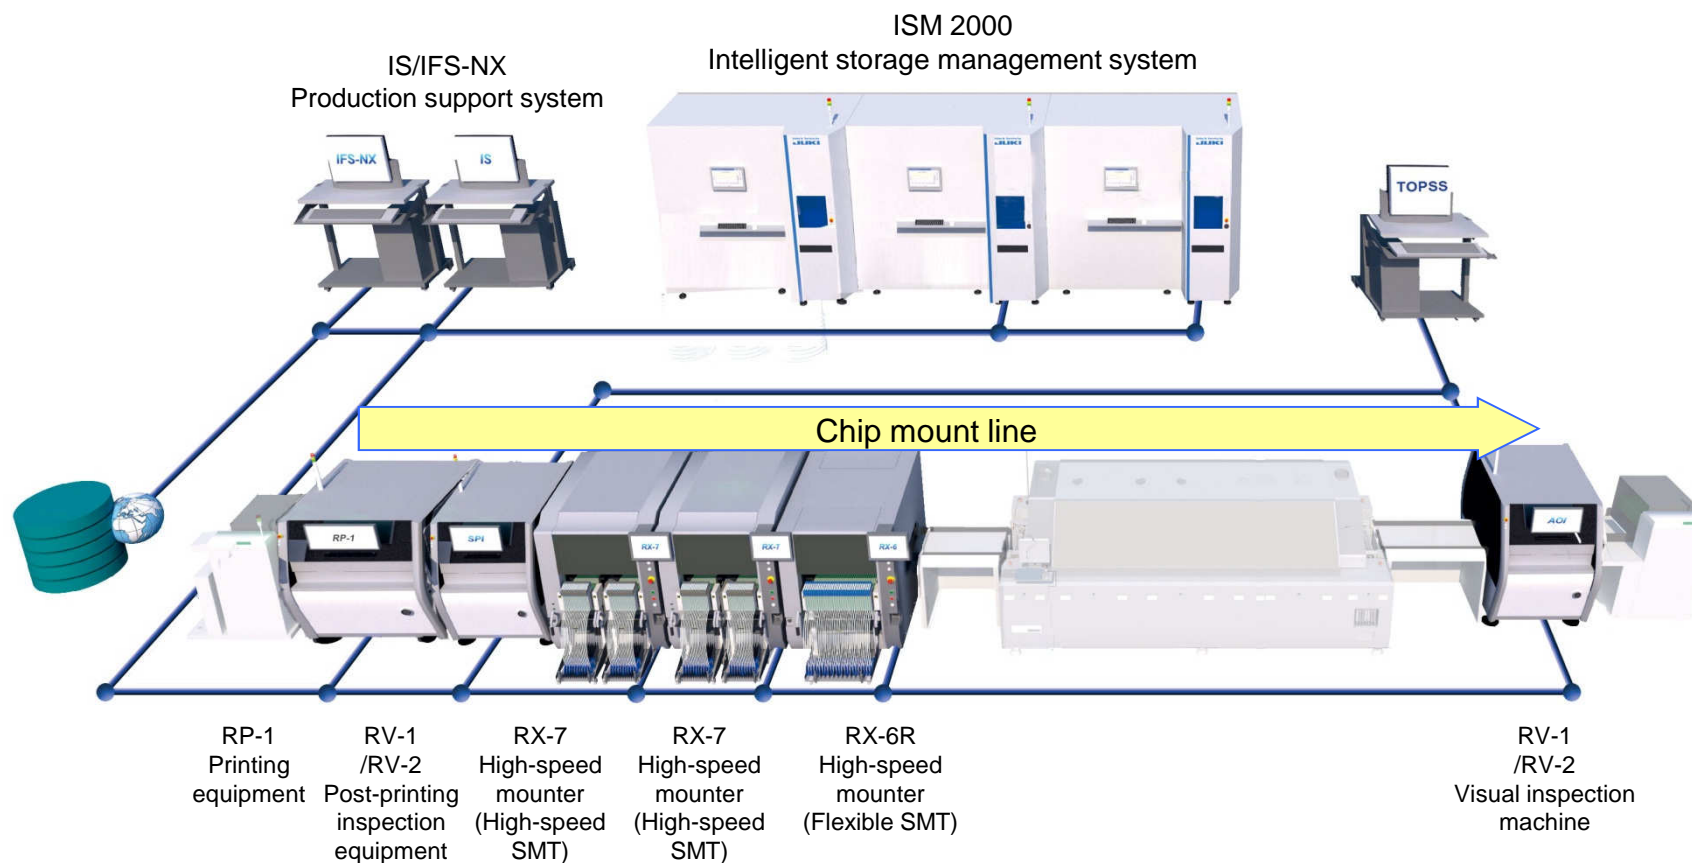 ISM 2000
Intelligent storage management system
IS/IFS-NX
Production support system
IFS-NX
IS
JUKI
JUKI
JUKI
TOPSS
Chip mount line
RP-1
SPI
RX-7
RX-7
RX-6
AOI
RP-1
Printing
equipment
RV-1
/RV-2
Post-printing
inspection
equipment
RX-7
High-speed
mounter
(High-speed
SMT)
RX-7
High-speed
mounter
(High-speed
SMT)
RX-6R
High-speed
mounter
(Flexible SMT)
RV-1
/RV-2
Visual inspection
machine